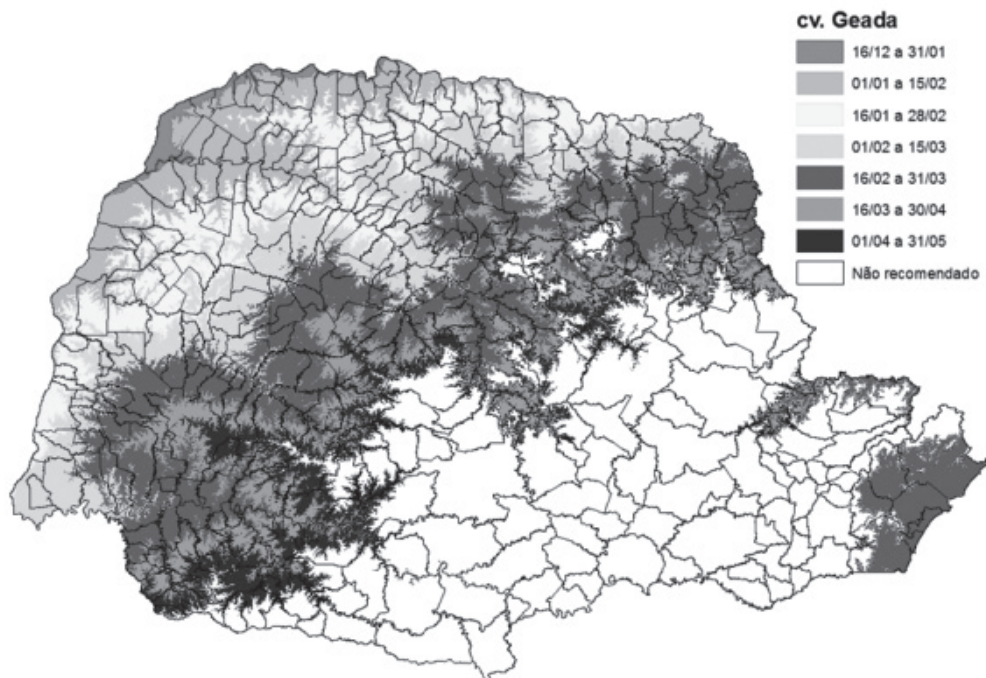 cv. Geada
16/12 a 31/01
01/01 a 15/02
16/01 a 28/02
01/02 a 15/03
16/02 a 31/03
16/03 a 30/04
01/04 a 31/05
Não recomendado